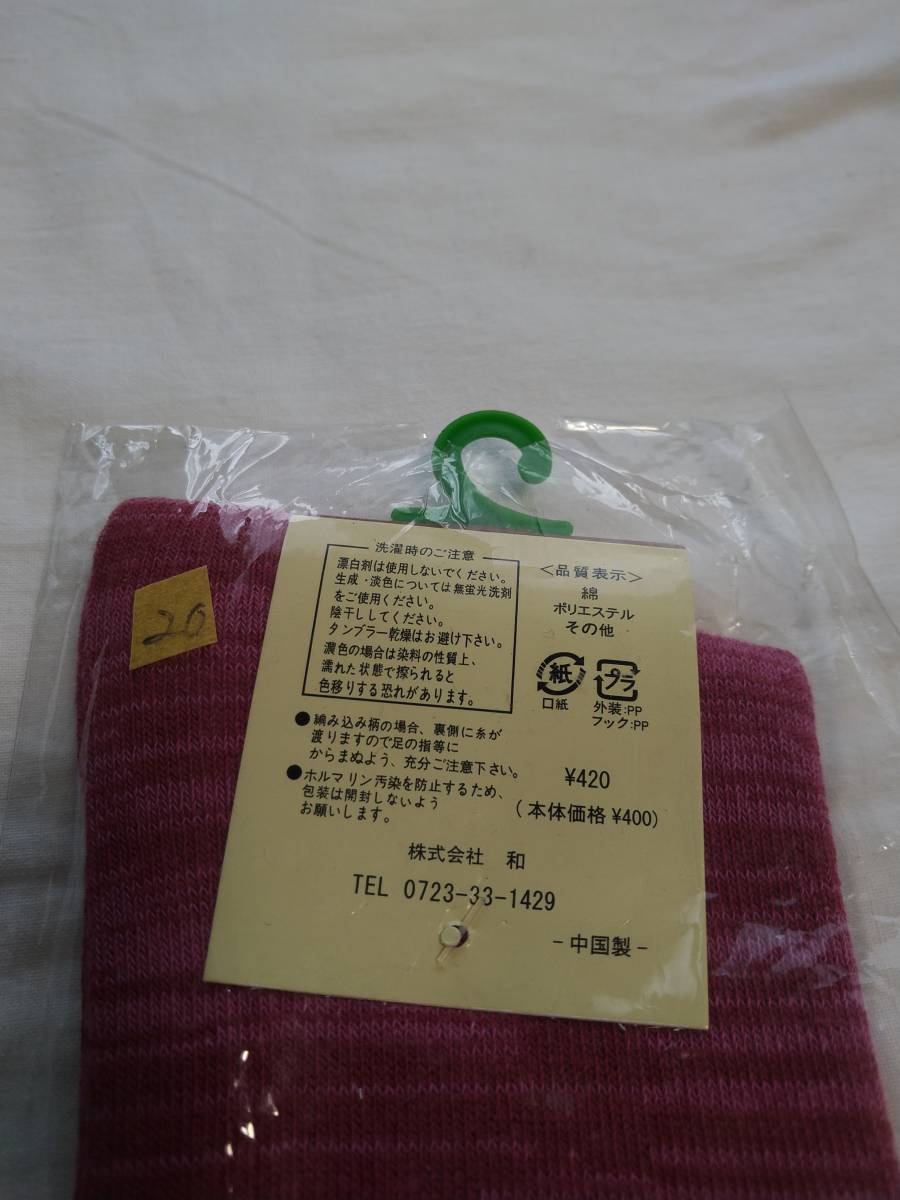 20
洗濯時のご注意
漂白剤は使用しないでください。
生成・淡色については無蛍光洗剤
をご使用ください。
陰干ししてください。
タンブラー乾燥はお避け下さい。
濃色の場合は染料の性質上、
濡れた状態で擦られると
色移りする恐れがあります。
●編み込み柄の場合、裏側に糸が
渡りますので足の指等に
からまぬよう、充分ご注意下さい。
●ホルマリン汚染を防止するため、
包装は開封しないよう
お願いします。
<品質表示>
綿
ポリエステル
その他
紙
口紙
プラ
外装:PP
フック:PP
¥420
(本体価格 ¥400)
株式会社 和
TEL 0723-33-1429
-中国製-